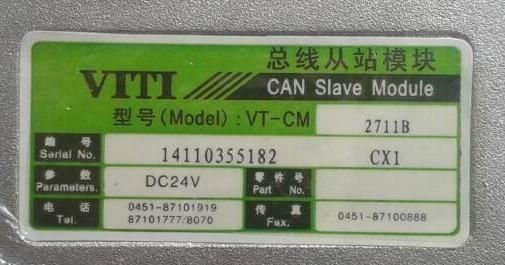 总线从站模块
VITI CAN Slave Module
型号(Model): VT-CM 2711B
编号
Serial No. 14110355182 CX1
参数 零件号
Parameters. DC24V Part No.
电话 0451-87101919 传真
Tel. 87101777/8070 Fax. 0451-87100888